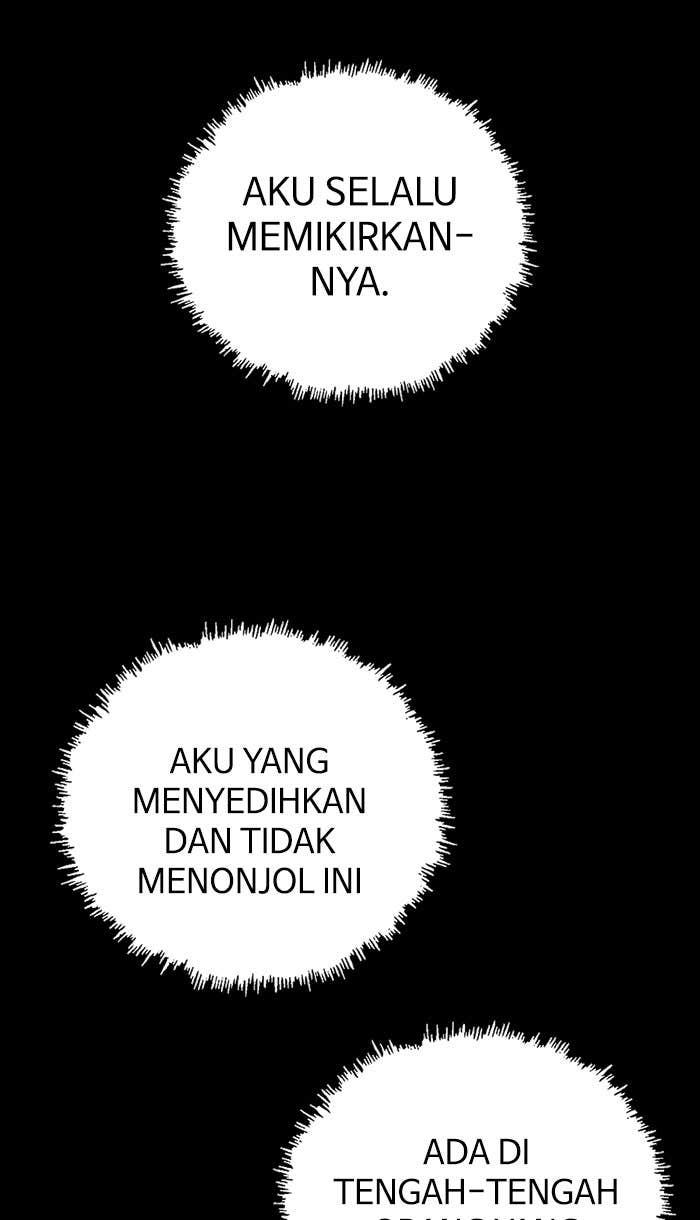 AKU SELALU
MEMIKIRKAN-
NYA.
AKU YANG
MENYEDIHKAN
DAN TIDAK
MENONJOL INI
ADA DI
TENGAH-TENGAH